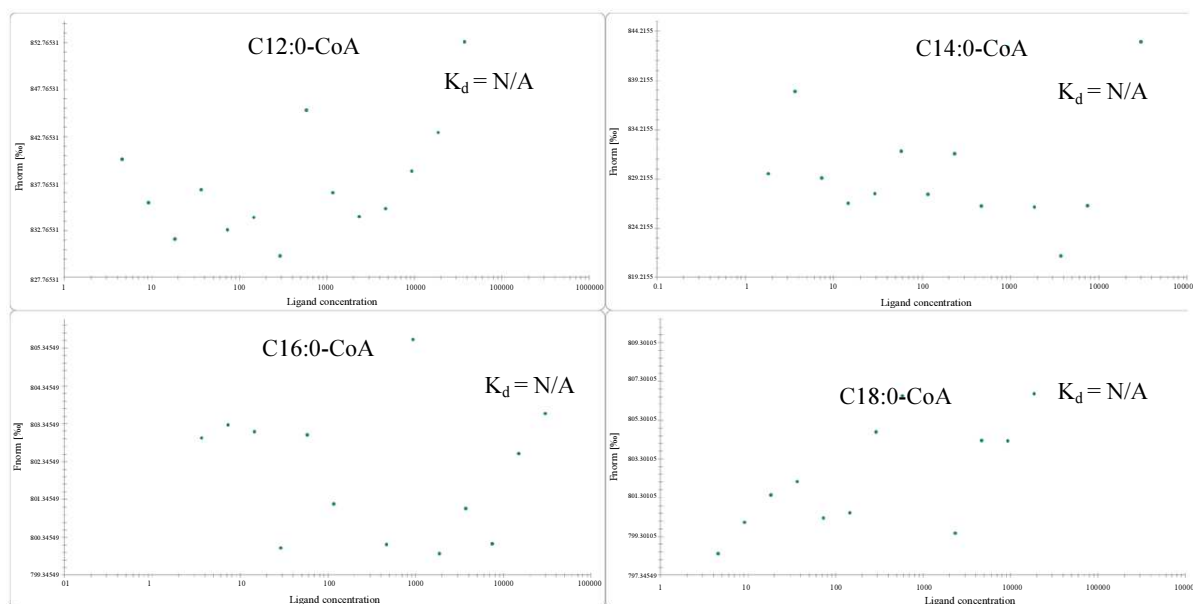 C12:0-CoA
K_d = N/A
Fnorm [‰]
852.76531
847.76531
842.76531
837.76531
832.76531
827.76531
1 10 100 1000 10000 100000 1000000
Ligand concentration
C14:0-CoA
K_d = N/A
Fnorm [‰]
844.2155
839.2155
834.2155
829.2155
824.2155
819.2155
0.1 1 10 100 1000 10000 10000
Ligand concentration
C16:0-CoA
K_d = N/A
Fnorm [‰]
805.34549
804.34549
803.34549
802.34549
801.34549
800.34549
799.34549
01 1 10 100 1000 10000 100000
Ligand concentration
C18:0-CoA
K_d = N/A
Fnorm [‰]
809.30105
807.30105
805.30105
803.30105
801.30105
799.30105
797.34549
1 10 100 1000 10000 100000 10000
Ligand concentration